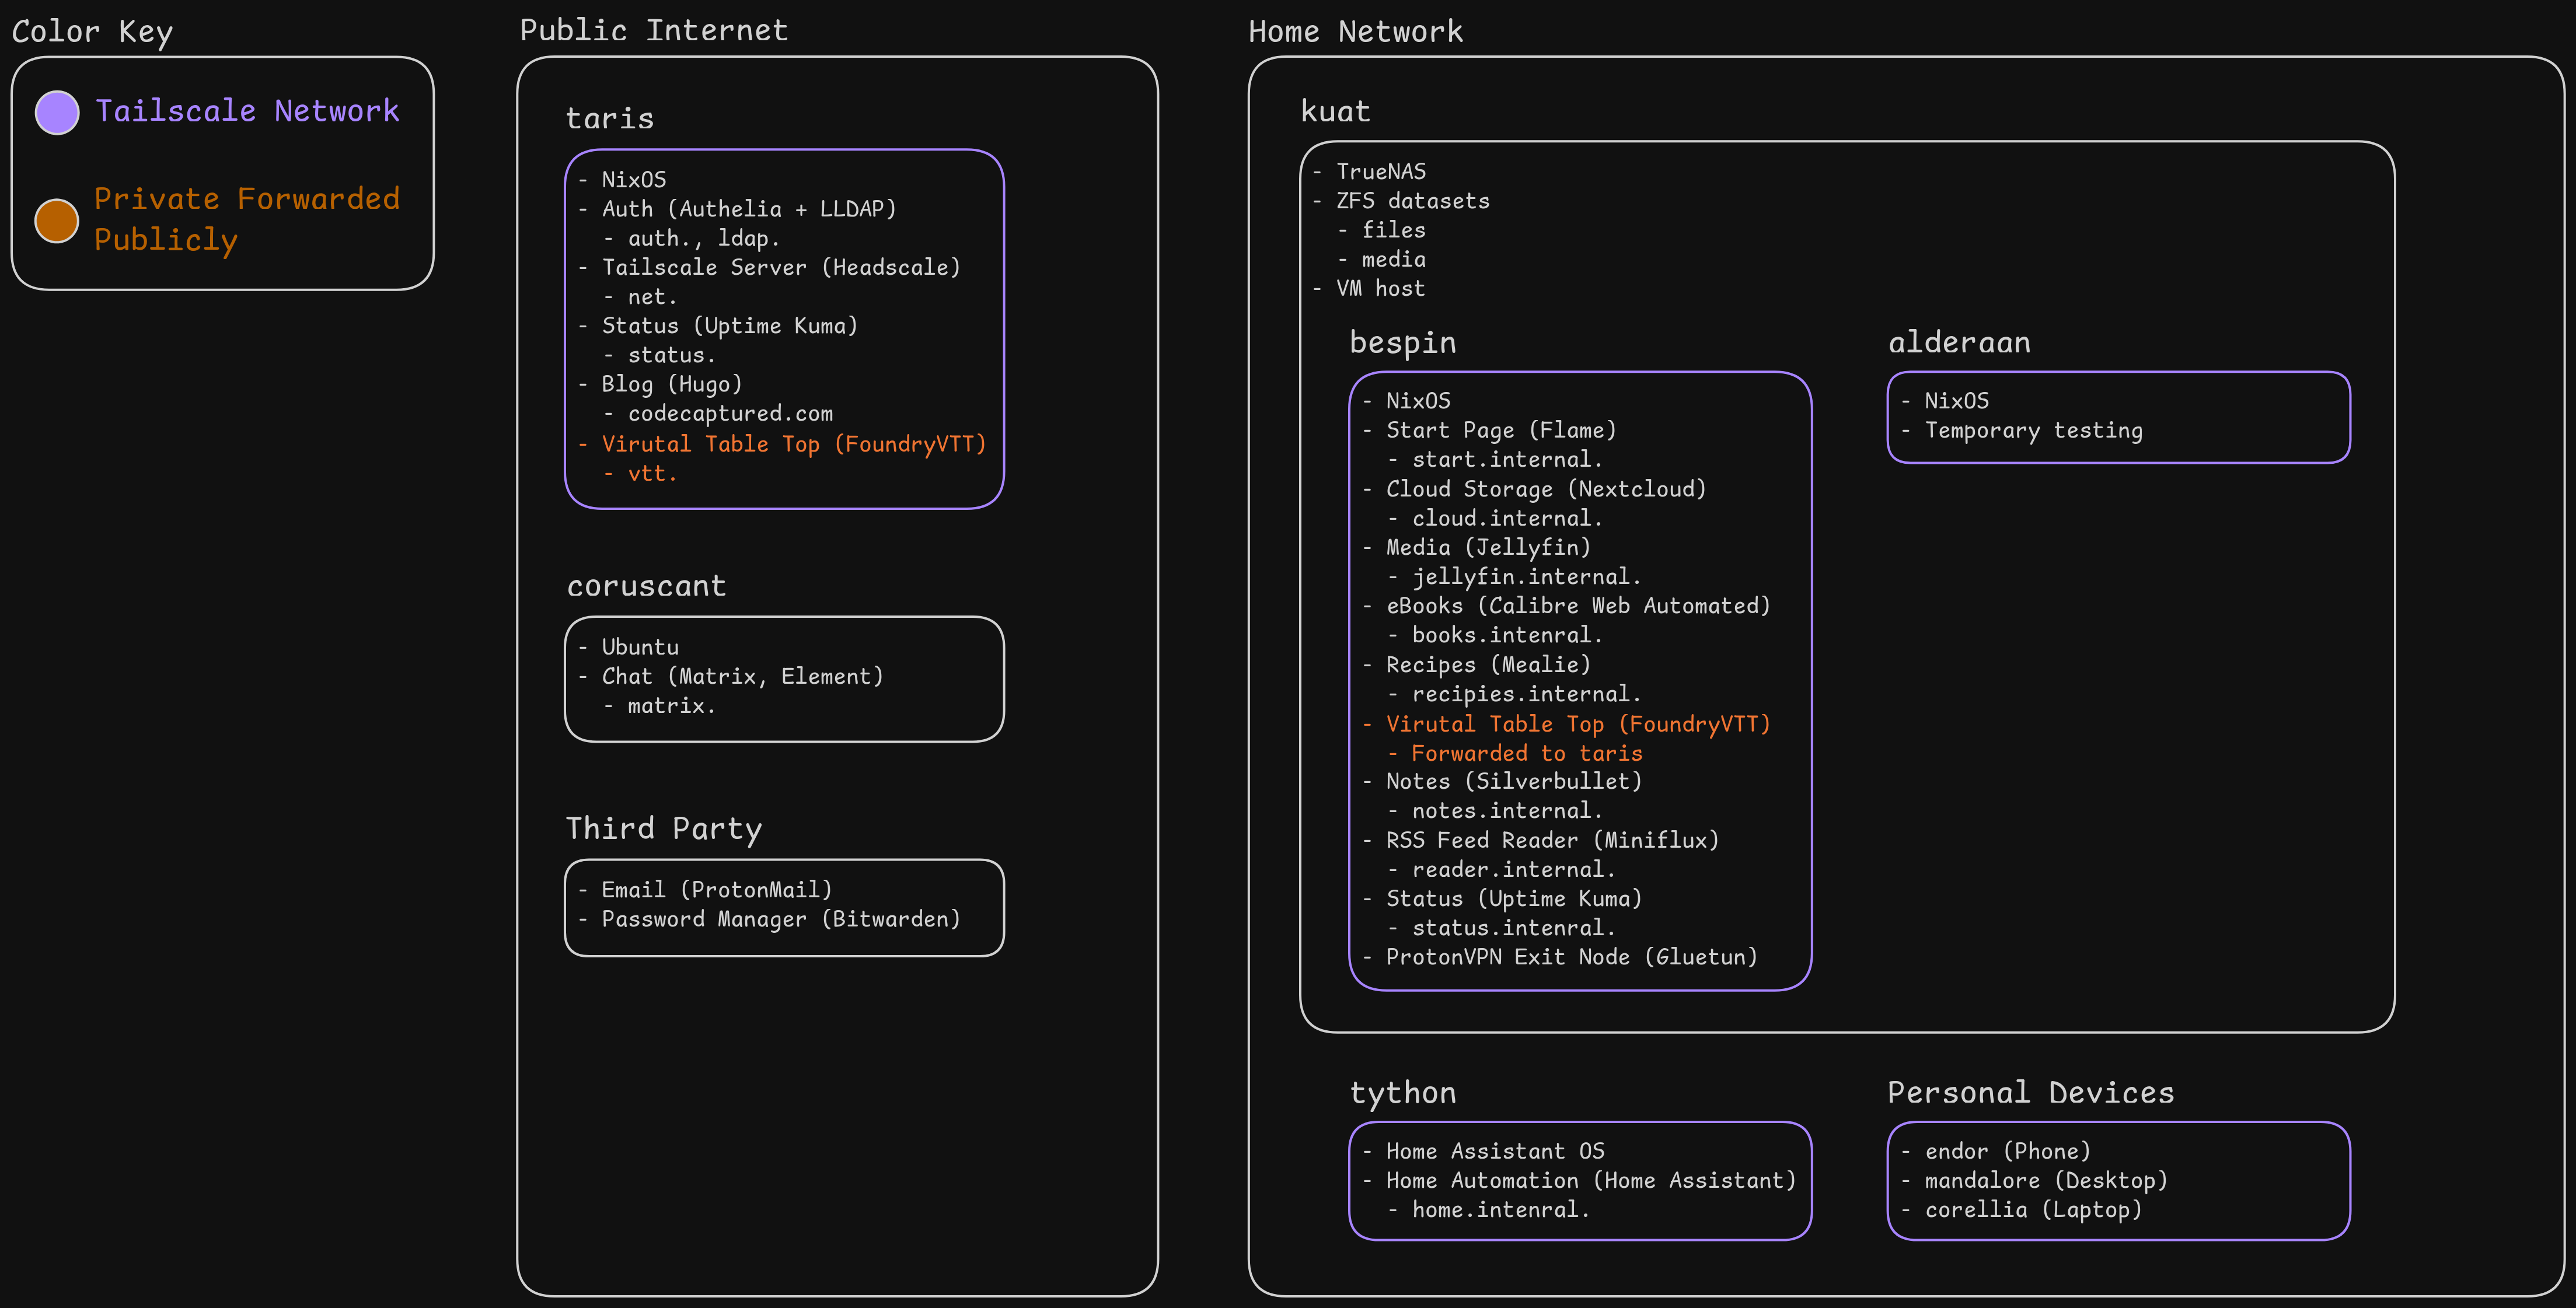 Color Key
Tailscale Network
Private Forwarded
Publicly
Public Internet
taris
- NixOS
- Auth (Authelia + LLDAP)
- auth., ldap.
- Tailscale Server (Headscale)
- net.
- Status (Uptime Kuma)
- status.
- Blog (Hugo)
- codecaptured.com
- Virutal Table Top (FoundryVTT)
- vtt.
coruscant
- Ubuntu
- Chat (Matrix, Element)
- matrix.
Third Party
- Email (ProtonMail)
- Password Manager (Bitwarden)
Home Network
kuat
- TrueNAS
- ZFS datasets
- files
- media
- VM host
bespin
- NixOS
- Start Page (Flame)
- start.internal.
- Cloud Storage (Nextcloud)
- cloud.internal.
- Media (Jellyfin)
- jellyfin.internal.
- eBooks (Calibre Web Automated)
- books.intenral.
- Recipes (Mealie)
- recipies.internal.
- Virutal Table Top (FoundryVTT)
- Forwarded to taris
- Notes (Silverbullet)
- notes.internal.
- RSS Feed Reader (Miniflux)
- reader.internal.
- Status (Uptime Kuma)
- status.intenral.
- ProtonVPN Exit Node (Gluetun)
alderaan
- NixOS
- Temporary testing
tython
- Home Assistant OS
- Home Automation (Home Assistant)
- home.intenral.
Personal Devices
- endor (Phone)
- mandalore (Desktop)
- corellia (Laptop)